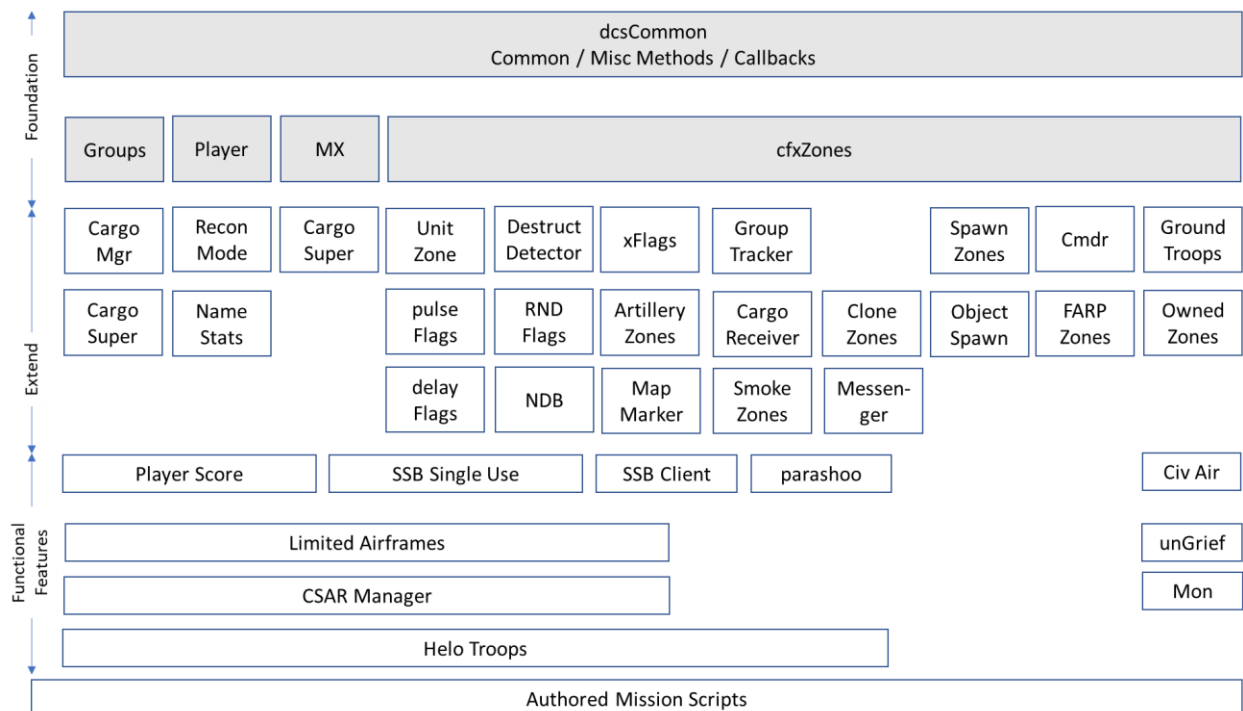 dcsCommon
Common / Misc Methods / Callbacks
Foundation
Groups
Player
MX
cfxZones
Extend
Cargo
Mgr
Recon
Mode
Cargo
Super
Unit
Zone
Destruct
Detector
xFlags
Group
Tracker
Spawn
Zones
Cmdr
Ground
Troops
Cargo
Super
Name
Stats
pulse
Flags
RND
Flags
Artillery
Zones
Cargo
Receiver
Clone
Zones
Object
Spawn
FARP
Zones
Owned
Zones
delay
Flags
NDB
Map
Marker
Smoke
Zones
Messen-
ger
Functional
Features
Player Score
SSB Single Use
SSB Client
parashoo
Civ Air
Limited Airframes
unGrief
CSAR Manager
Mon
Helo Troops
Authored Mission Scripts